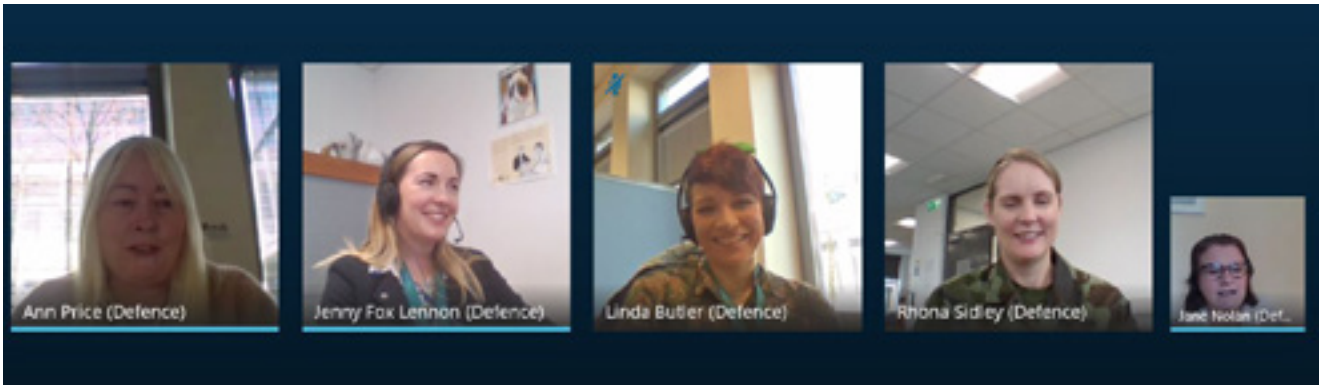 Ann Price (Defence)
Jenny Fox Lennon (Defence)
Linda Butler (Defence)
Rhona Sidley (Defence)
Jane Nolan (Def...